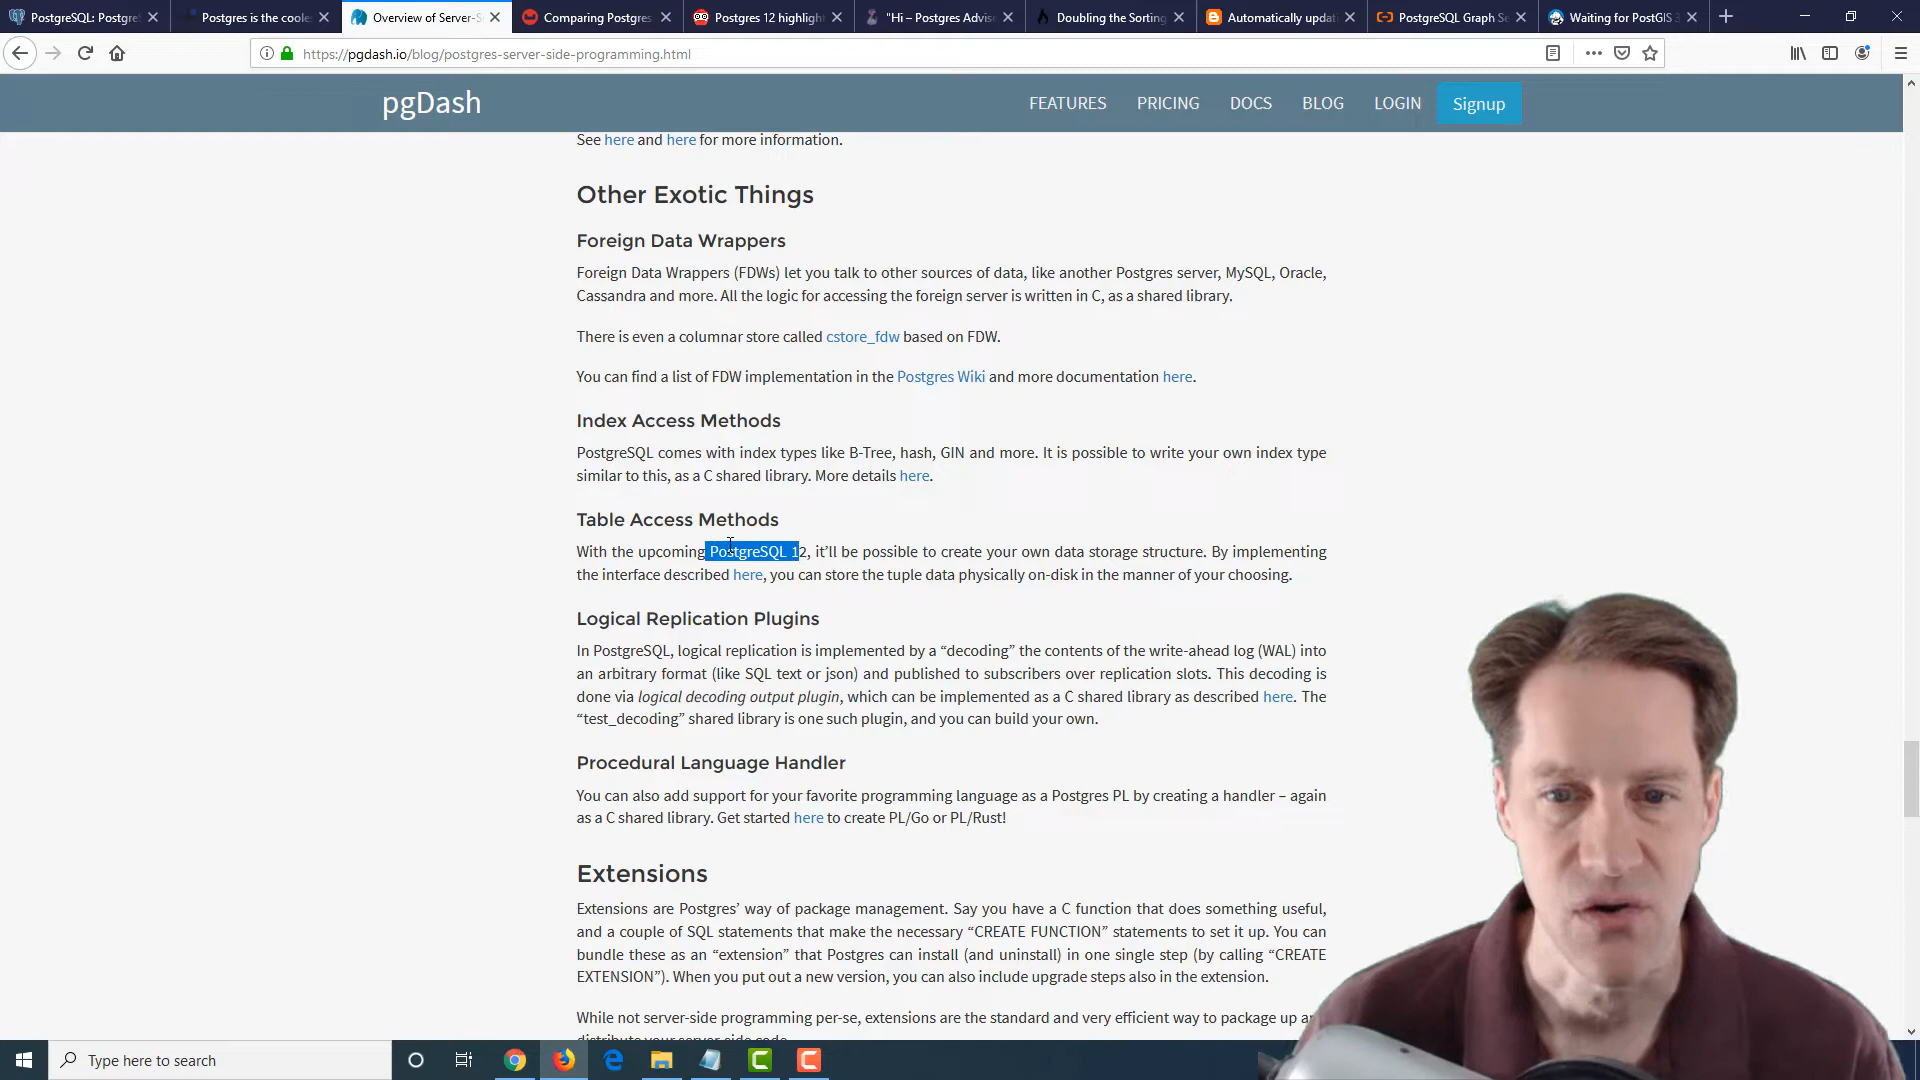 PostgreSQL: PostgreS
Postgres is the cooles
Overview of Server-S
Comparing Postgres
Postgres 12 highlight
"Hi – Postgres Advise
Doubling the Sorting
Automatically updat
PostgreSQL Graph Se
Waiting for PostGIS 3
https://pgdash.io/blog/postgres-server-side-programming.html
pgDash
FEATURES
PRICING
DOCS
BLOG
LOGIN
Signup
See here and here for more information.
Other Exotic Things
Foreign Data Wrappers
Foreign Data Wrappers (FDWs) let you talk to other sources of data, like another Postgres server, MySQL, Oracle,
Cassandra and more. All the logic for accessing the foreign server is written in C, as a shared library.
There is even a columnar store called cstore_fdw based on FDW.
You can find a list of FDW implementation in the Postgres Wiki and more documentation here.
Index Access Methods
PostgreSQL comes with index types like B-Tree, hash, GIN and more. It is possible to write your own index type
similar to this, as a C shared library. More details here.
Table Access Methods
With the upcoming PostgreSQL 12, it’ll be possible to create your own data storage structure. By implementing
the interface described here, you can store the tuple data physically on-disk in the manner of your choosing.
Logical Replication Plugins
In PostgreSQL, logical replication is implemented by a “decoding” the contents of the write-ahead log (WAL) into
an arbitrary format (like SQL text or json) and published to subscribers over replication slots. This decoding is
done via logical decoding output plugin, which can be implemented as a C shared library as described here. The
“test_decoding” shared library is one such plugin, and you can build your own.
Procedural Language Handler
You can also add support for your favorite programming language as a Postgres PL by creating a handler – again
as a C shared library. Get started here to create PL/Go or PL/Rust!
Extensions
Extensions are Postgres’ way of package management. Say you have a C function that does something useful,
and a couple of SQL statements that make the necessary “CREATE FUNCTION” statements to set it up. You can
bundle these as an “extension” that Postgres can install (and uninstall) in one single step (by calling “CREATE
EXTENSION”). When you put out a new version, you can also include upgrade steps also in the extension.
While not server-side programming per-se, extensions are the standard and very efficient way to package up an
Type here to search